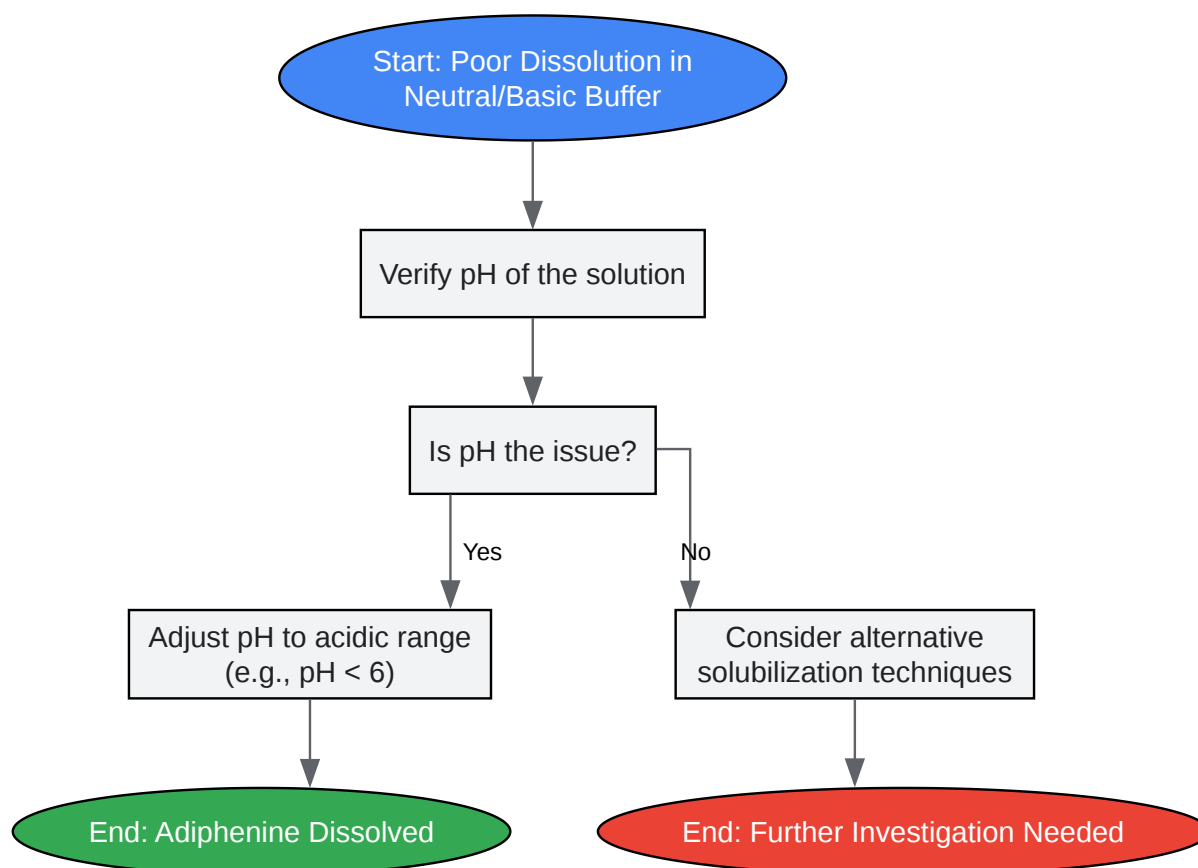 Start: Poor Dissolution in
Neutral/Basic Buffer
Verify pH of the solution
Is pH the issue?
Yes
No
Adjust pH to acidic range
(e.g., pH < 6)
Consider alternative
solubilization techniques
End: Adiphenine Dissolved
End: Further Investigation Needed